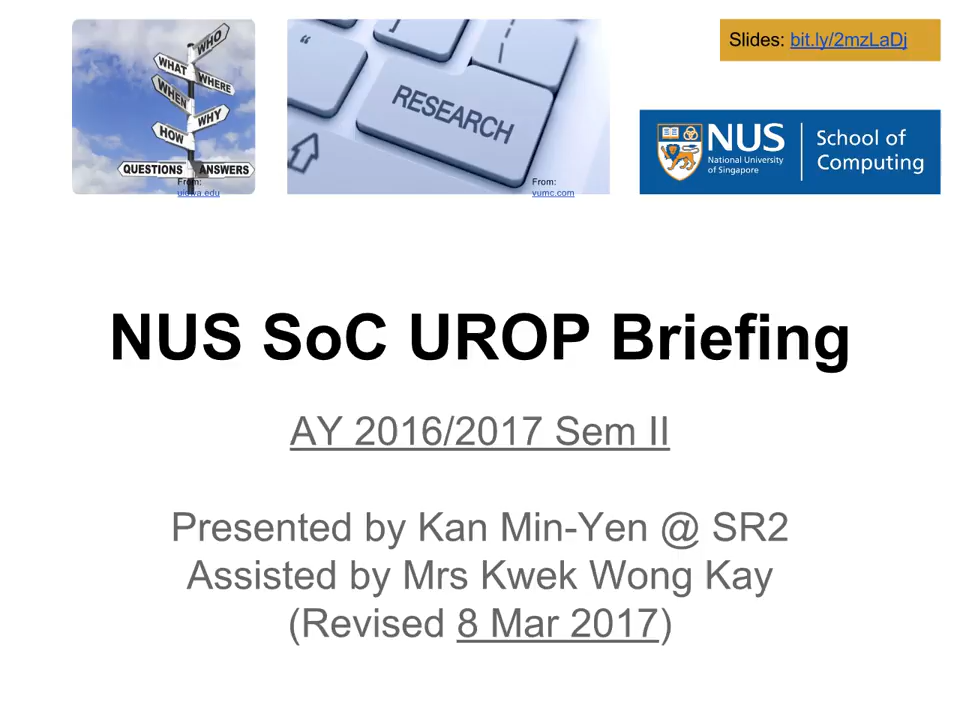 WHO
WHAT
WHERE
WHEN
WHY
HOW
QUESTIONS ANSWERS
From:
uidwa.edu
“
RESEARCH
From:
vumc.com
Slides: bit.ly/2mzLaDj
NUS
National University
of Singapore
School of
Computing
NUS SoC UROP Briefing
AY 2016/2017 Sem II
Presented by Kan Min-Yen @ SR2
Assisted by Mrs Kwek Wong Kay
(Revised 8 Mar 2017)